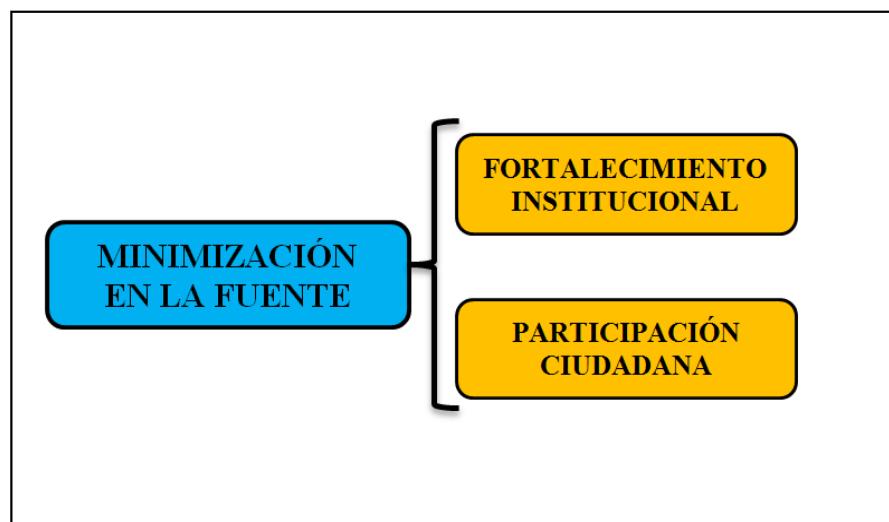 MINIMIZACIÓN
EN LA FUENTE
FORTALECIMIENTO
INSTITUCIONAL
PARTICIPACIÓN
CIUDADANA